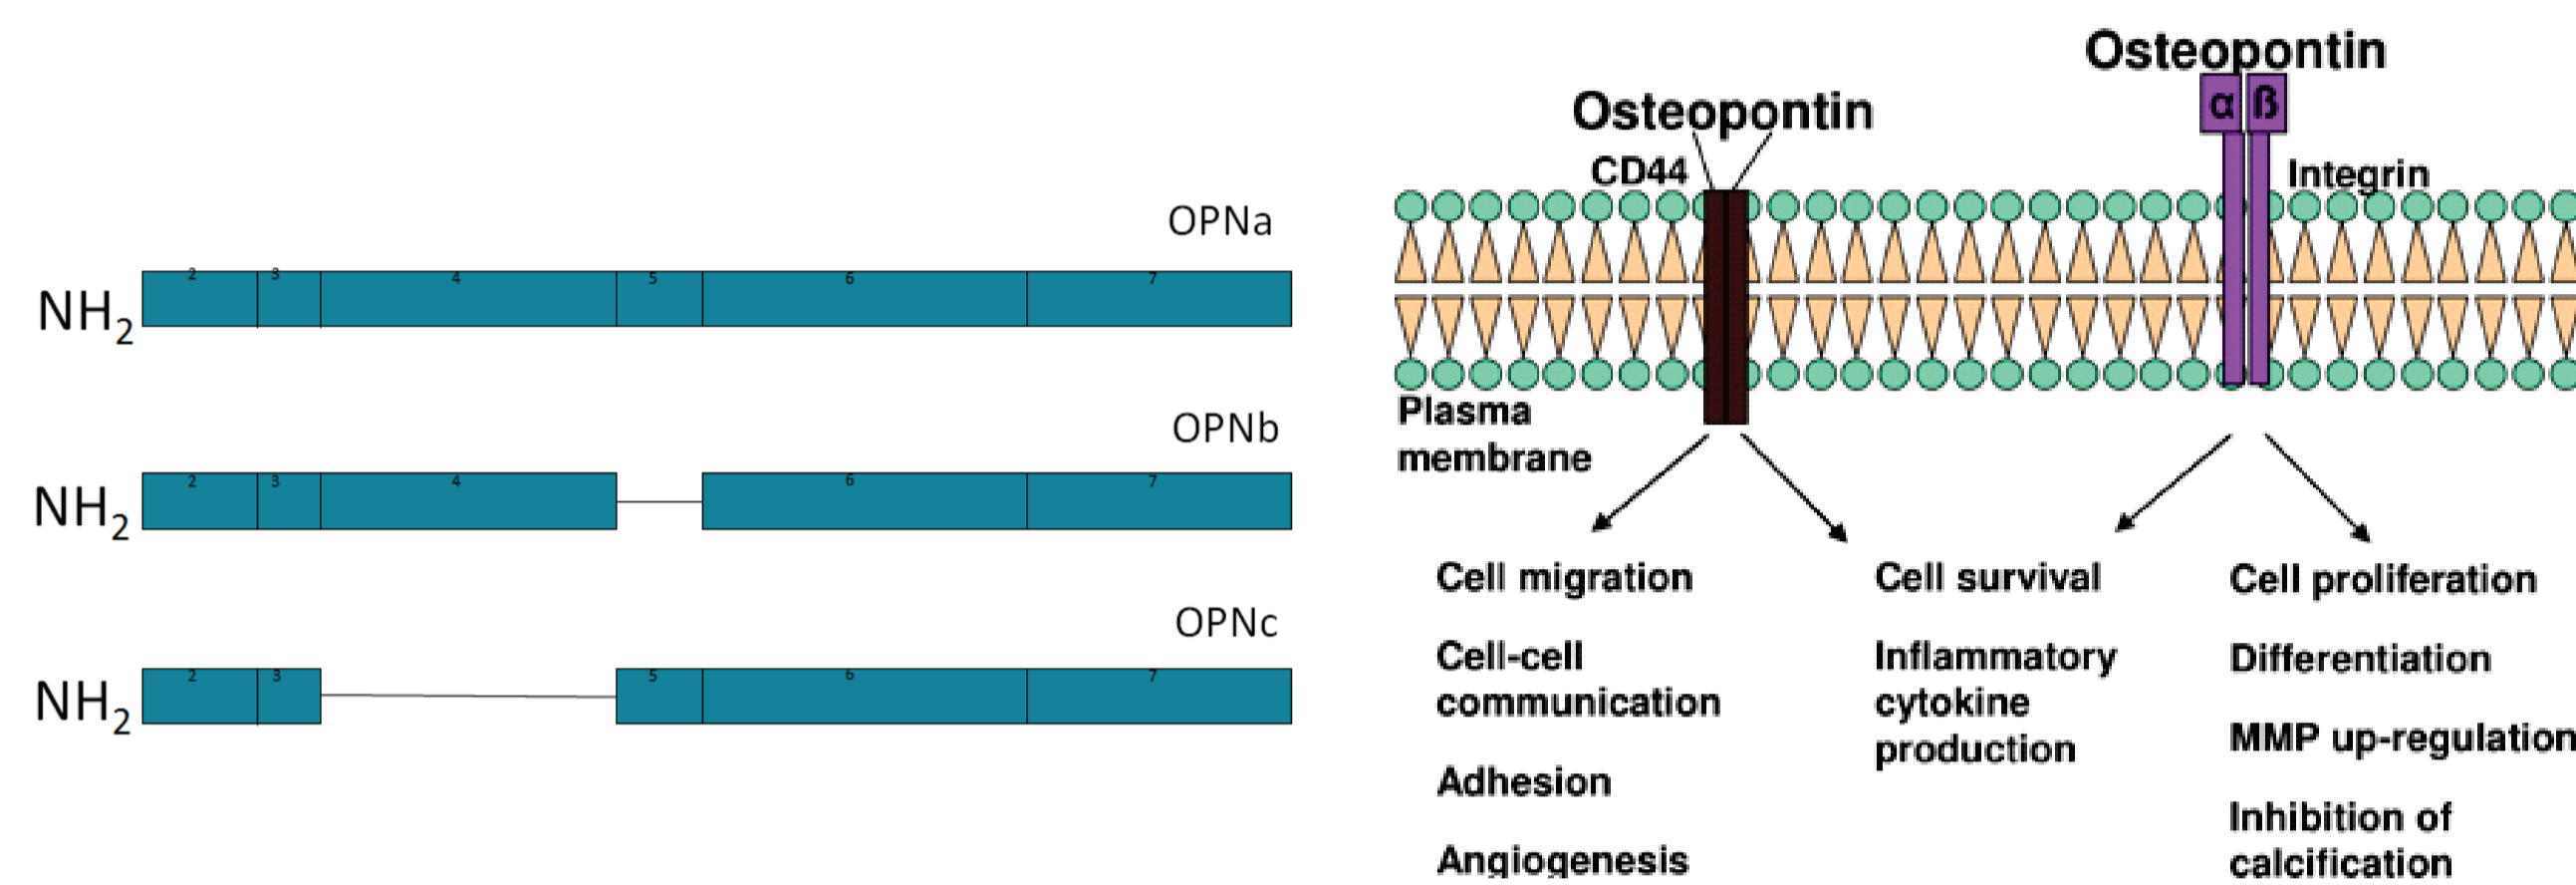 OPNa
NH2 2 3 4 5 6 7
OPNb
NH2 2 3 4 6 7
OPNc
NH2 2 3 5 6 7
Osteopontin
Osteopontin
α ß
CD44
Integrin
Plasma
membrane
Cell migration
Cell-cell
communication
Adhesion
Angiogenesis
Cell survival
Inflammatory
cytokine
production
Cell proliferation
Differentiation
MMP up-regulation
Inhibition of
calcification